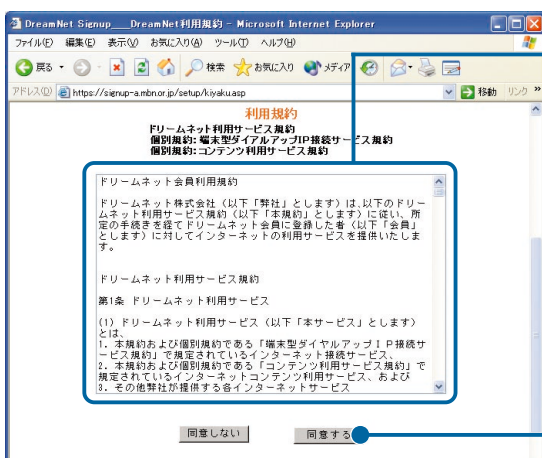 DreamNet Signup___DreamNet利用規約 - Microsoft Internet Explorer
ファイル(F) 編集(E) 表示(V) お気に入り(A) ツール(T) ヘルプ(H)
戻る 検索 お気に入り メディア
アドレス(D) https://signup-a.mbn.or.jp/setup/kiyaku.asp 移動 リンク »
利用規約
ドリームネット利用サービス規約
個別規約: 端末型ダイアルアップIP接続サービス規約
個別規約: コンテンツ利用サービス規約
ドリームネット会員利用規約
ドリームネット株式会社（以下「弊社」とします）は、以下のドリー
ムネット利用サービス規約（以下「本規約」とします）に従い、所
定の手続きを経てドリームネット会員に登録した者（以下「会員」
とします）に対してインターネットの利用サービスを提供いたしま
す。
ドリームネット利用サービス規約
第1条 ドリームネット利用サービス
(1) ドリームネット利用サービス（以下「本サービス」とします）
とは、
1. 本規約および個別規約である「端末型ダイヤルアップＩＰ接続サ
ービス規約」で規定されているインターネット接続サービス、
2. 本規約および個別規約である「コンテンツ利用サービス規約」で
規定されているインターネットコンテンツ利用サービス、および
3. その他弊社が提供する各インターネットサービス
同意しない 同意する